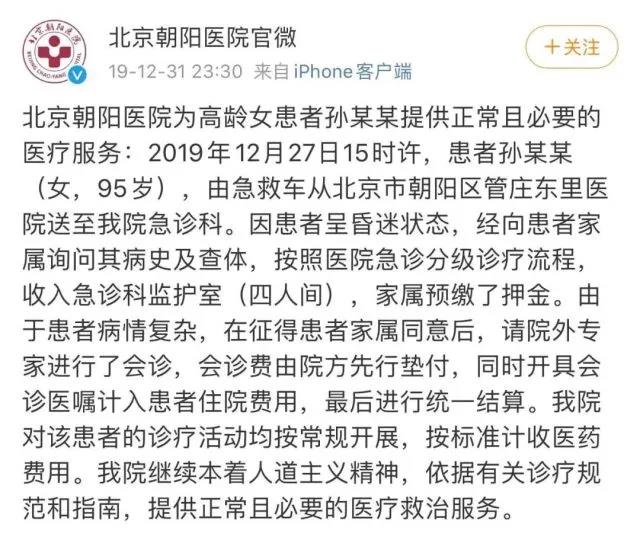 北京朝阳医院官微
19-12-31 23:30 来自iPhone客户端
+关注
北京朝阳医院为高龄女患者孙某某提供正常且必要的
医疗服务：2019年12月27日15时许，患者孙某某
（女，95岁），由急救车从北京市朝阳区管庄东里医
院送至我院急诊科。因患者呈昏迷状态，经向患者家
属询问其病史及查体，按照医院急诊分级诊疗流程，
收入急诊科监护室（四人间），家属预缴了押金。由
于患者病情复杂，在征得患者家属同意后，请院外专
家进行了会诊，会诊费由院方先行垫付，同时开具会
诊医嘱计入患者住院费用，最后进行统一结算。我院
对该患者的诊疗活动均按常规开展，按标准计收医药
费用。我院继续本着人道主义精神，依据有关诊疗规
范和指南，提供正常且必要的医疗救治服务。